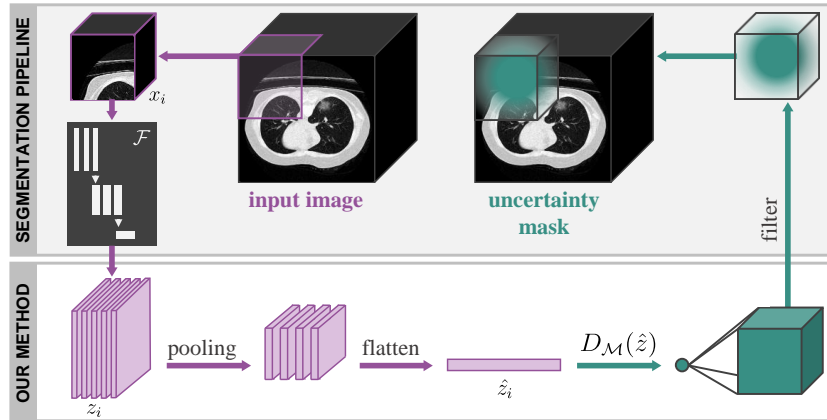 SEGMENTATION PIPELINE
x_i
ℱ
input image
uncertainty
mask
filter
OUR METHOD
z_i
pooling
flatten
ẑ_i
D_ℳ(ẑ)